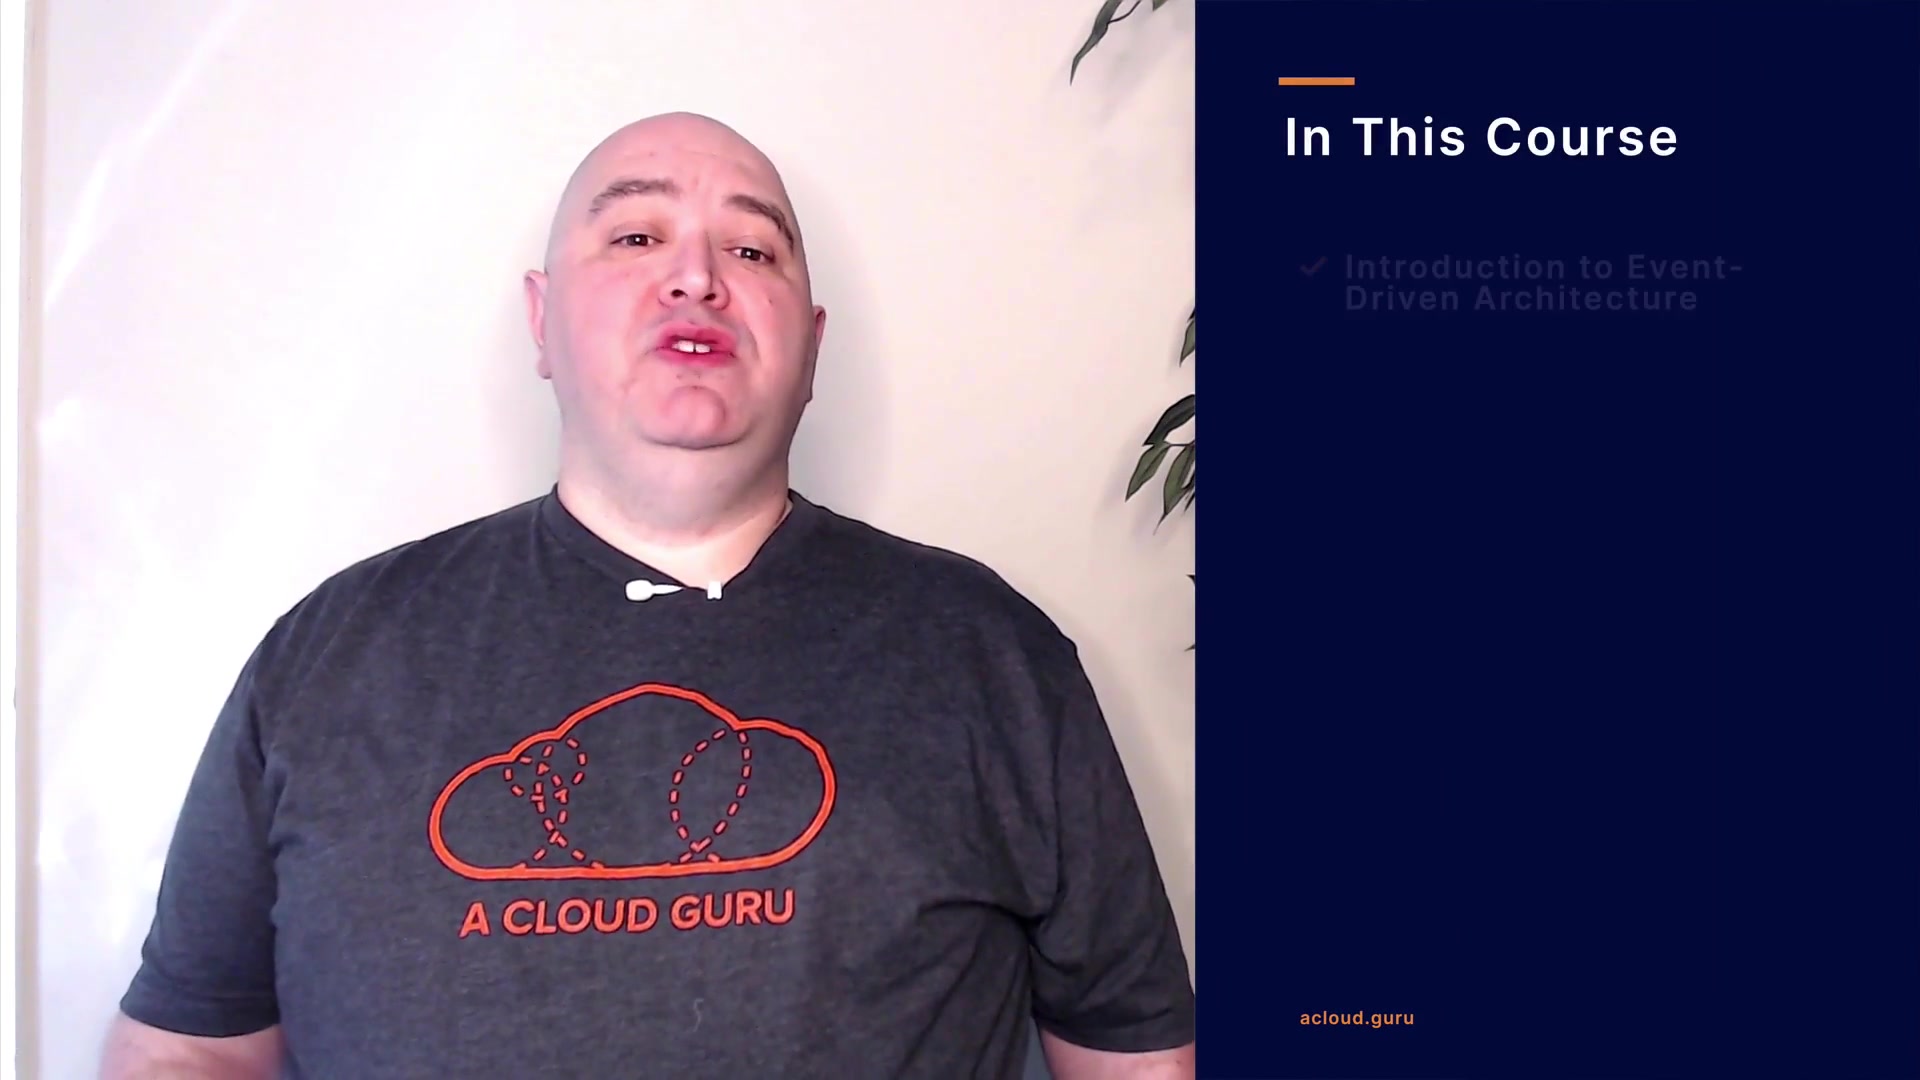 In This Course
Introduction to Event-
Driven Architecture
A CLOUD GURU
acloud.guru